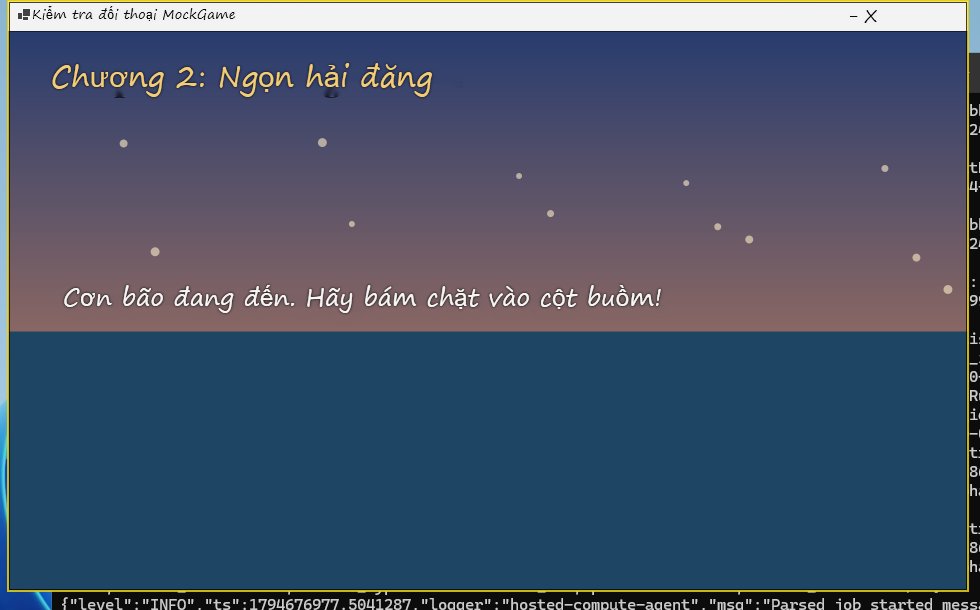 Kiểm tra đối thoại MockGame
Chương 2: Ngọn hải đăng
Cơn bão đang đến. Hãy bám chặt vào cột buồm!
{"level":"INFO","ts":1794676977.5041287,"logger":"hosted-compute-agent","msg":"Parsed job started mes